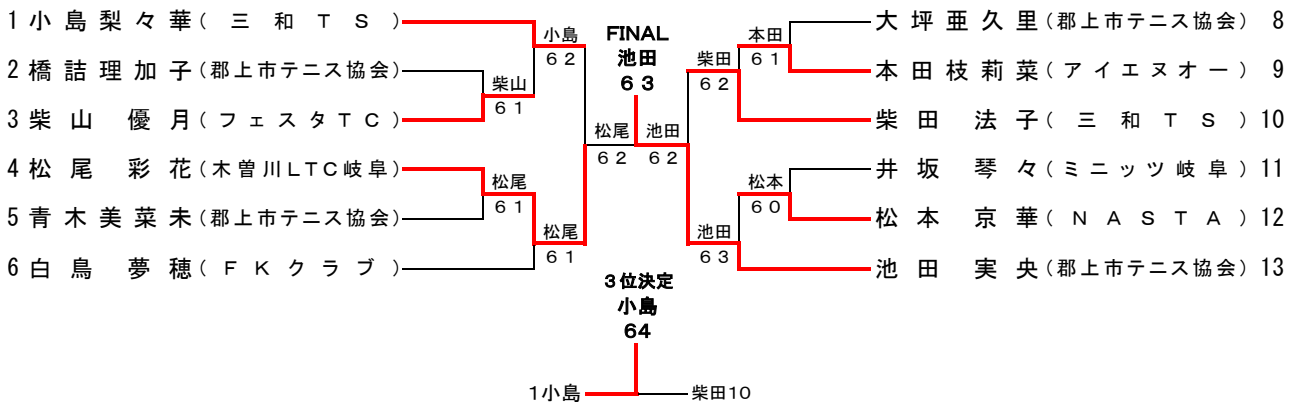 1 小島梨々華(三和TS)
2 橋詰理加子(郡上市テニス協会)
3 柴山 優月(フェスタTC)
4 松尾 彩花(木曽川LTC岐阜)
5 青木美菜未(郡上市テニス協会)
6 白鳥 夢穂(FKクラブ)
小島
62
柴山
61
松尾
61
松尾
61
松尾
62
FINAL
池田
63
池田
62
柴田
62
本田
61
松本
60
池田
63
大坪亜久里(郡上市テニス協会) 8
本田枝莉菜(アイエヌオー) 9
柴田 法子(三和TS) 10
井坂 琴々(ミニッツ岐阜) 11
松本 京華(NASTA) 12
池田 実央(郡上市テニス協会) 13
3位決定
小島
64
1小島
柴田10